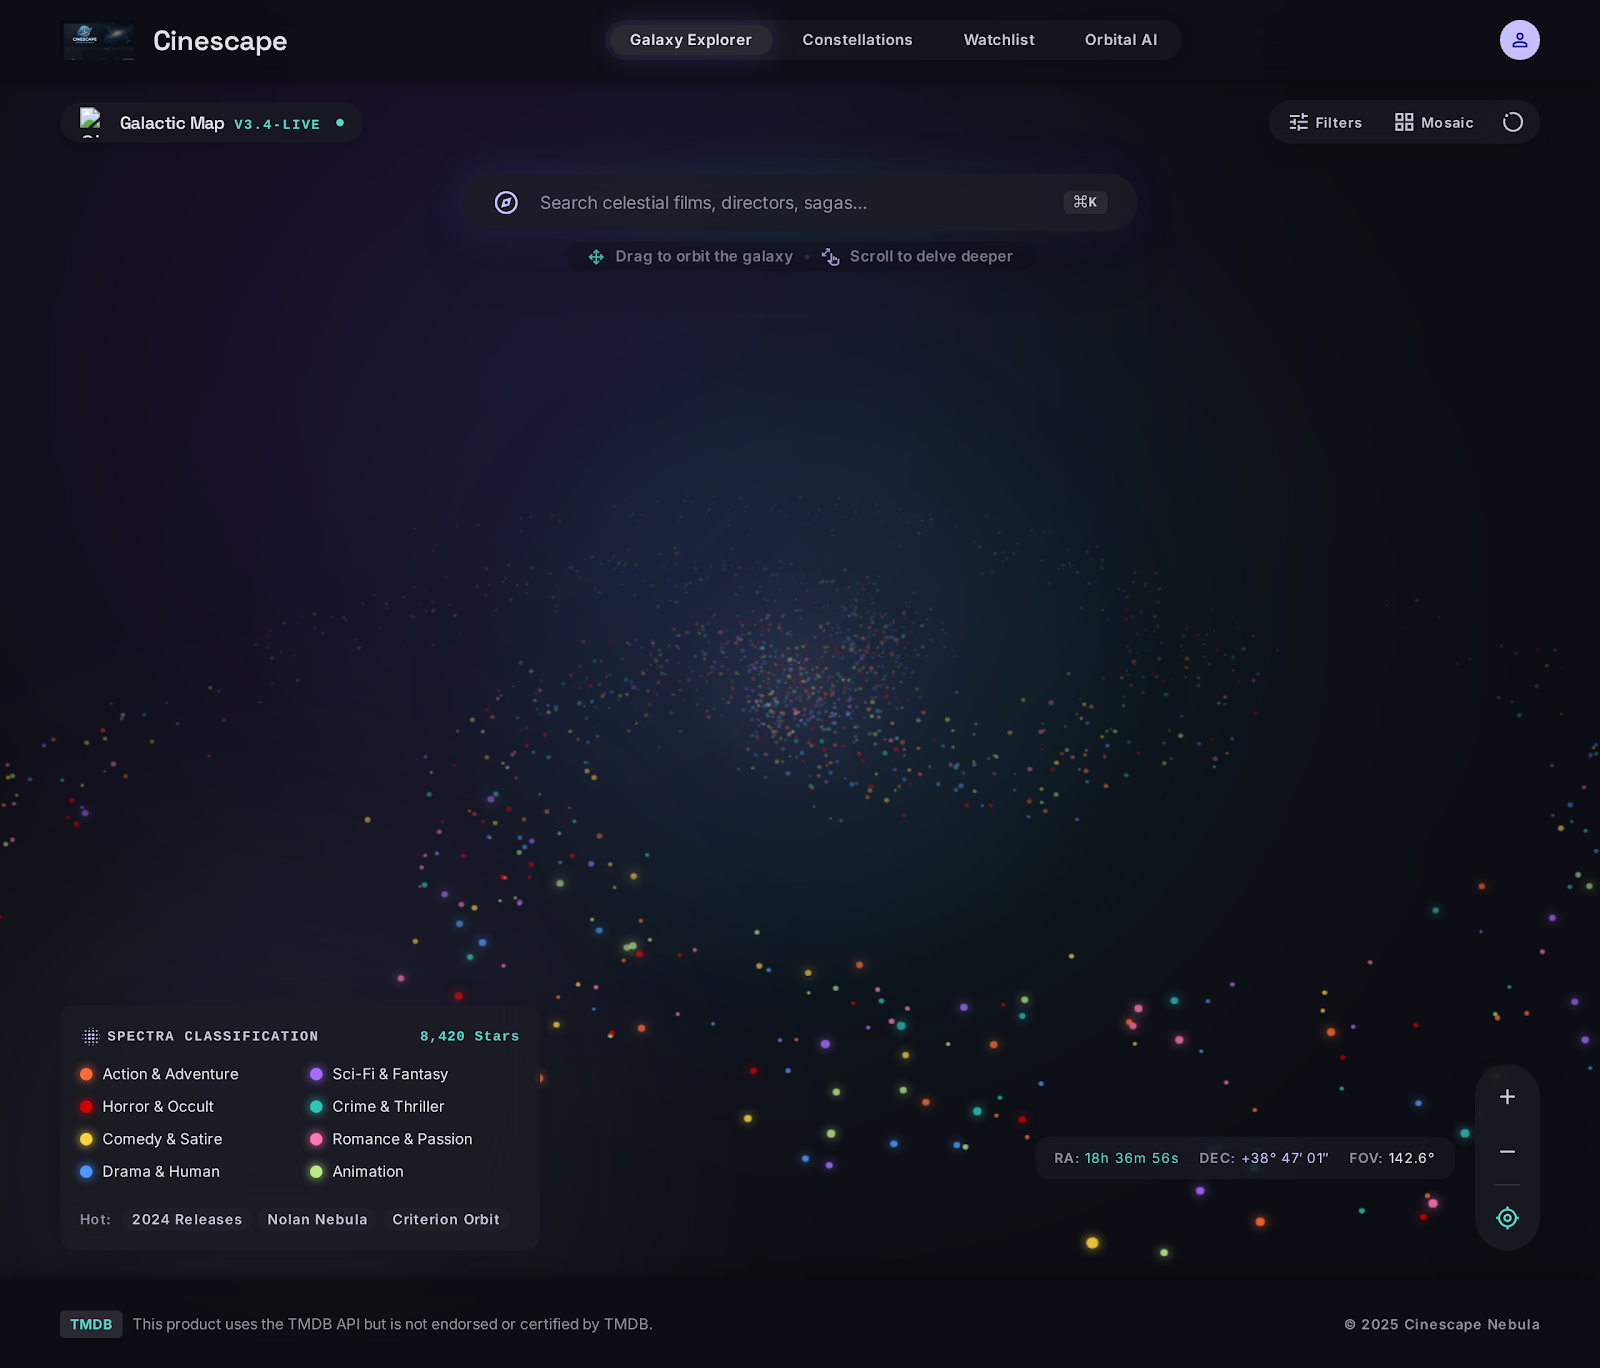 CINESCAPE
Cinescape
Galaxy Explorer
Constellations
Watchlist
Orbital AI
Galactic Map V3.4-LIVE
Filters
Mosaic
Search celestial films, directors, sagas...
⌘K
Drag to orbit the galaxy • Scroll to delve deeper
SPECTRA CLASSIFICATION
8,420 Stars
Action & Adventure
Sci-Fi & Fantasy
Horror & Occult
Crime & Thriller
Comedy & Satire
Romance & Passion
Drama & Human
Animation
Hot: 2024 Releases Nolan Nebula Criterion Orbit
RA: 18h 36m 56s DEC: +38° 47′ 01″ FOV: 142.6°
TMDB This product uses the TMDB API but is not endorsed or certified by TMDB.
© 2025 Cinescape Nebula